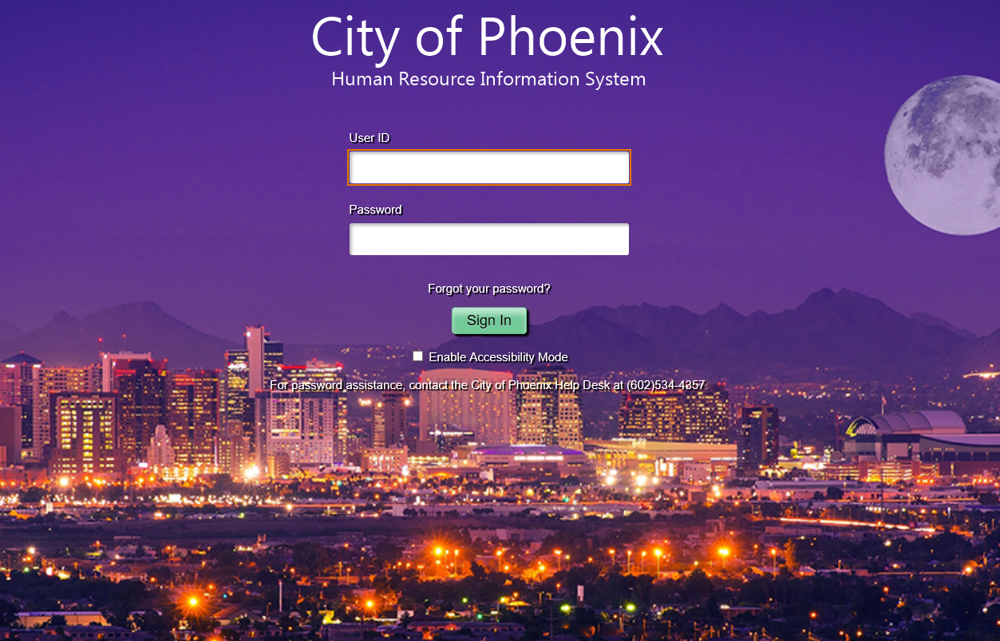 City of Phoenix
Human Resource Information System
User ID
Password
Forgot your password?
Sign In
Enable Accessibility Mode
For password assistance, contact the City of Phoenix Help Desk at (602)534-4357.